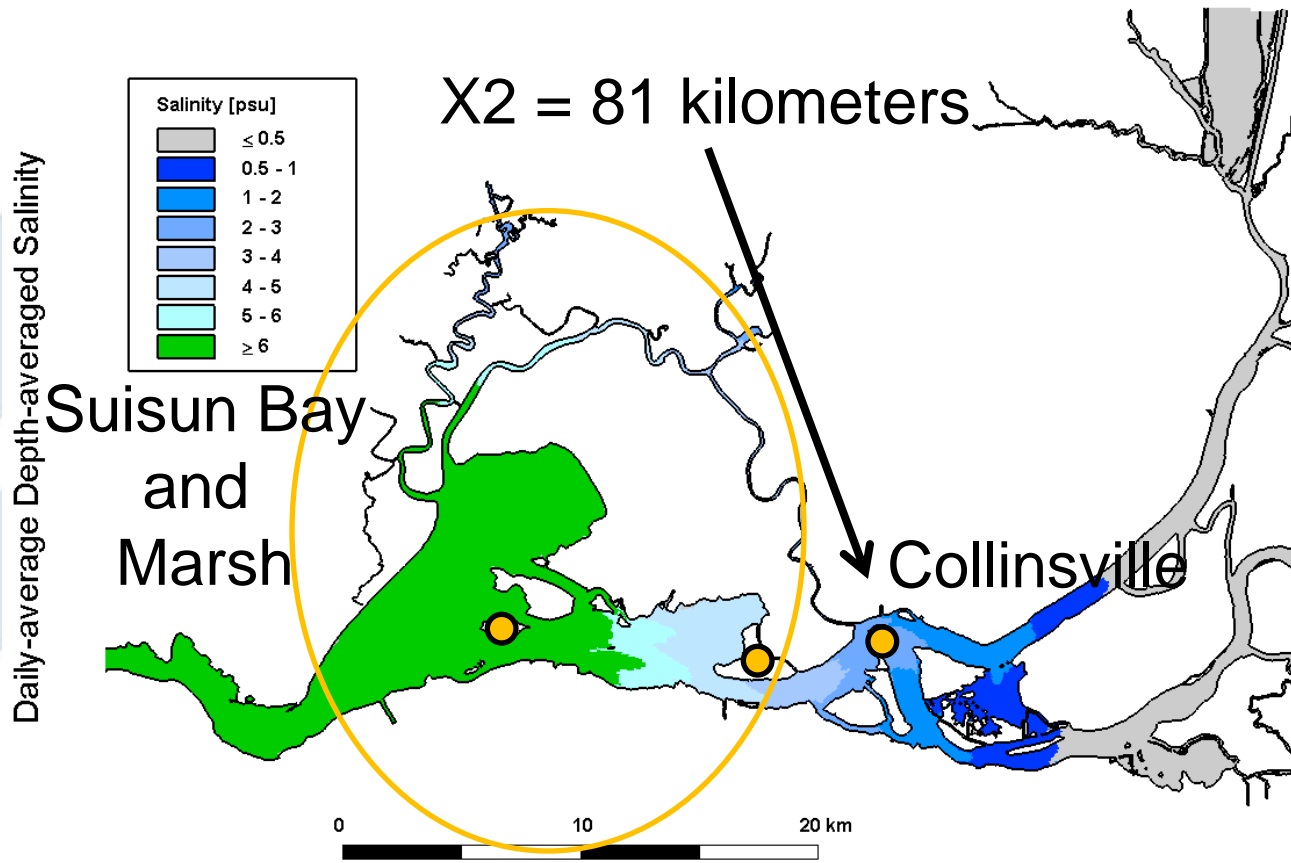 X2 = 81 kilometers
Daily-average Depth-averaged Salinity
Salinity [psu]
≤ 0.5
0.5 - 1
1 - 2
2 - 3
3 - 4
4 - 5
5 - 6
≥ 6
Suisun Bay
and
Marsh
Collinsville
0 10 20 km